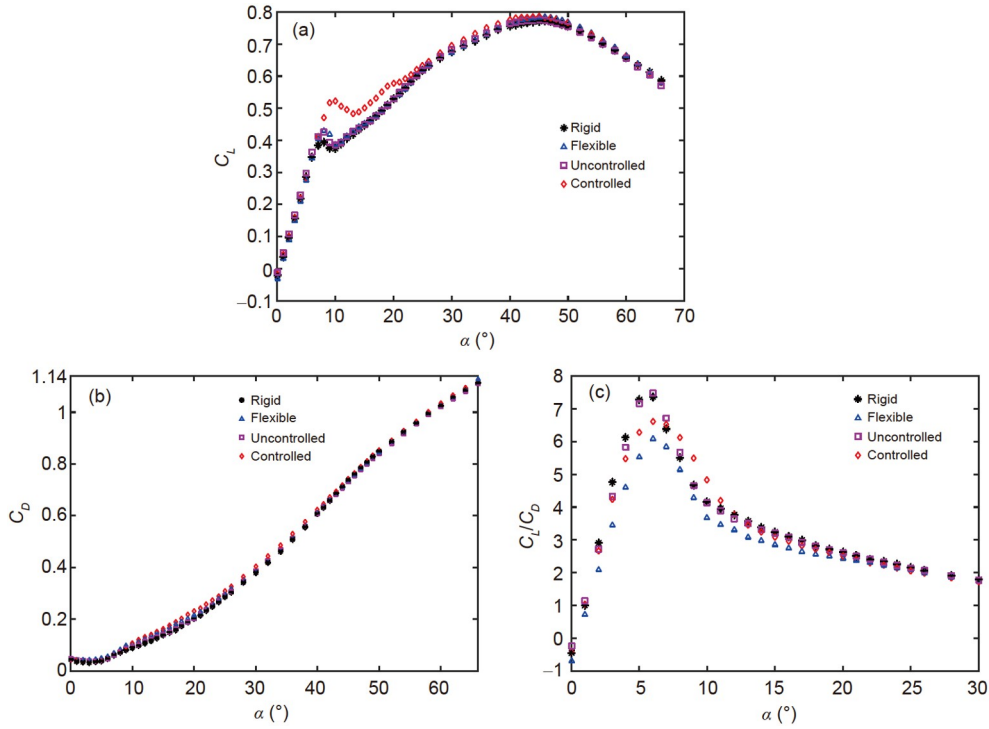 (a)
C_L
0.8
0.7
0.6
0.5
0.4
0.3
0.2
0.1
0
−0.1
Rigid
Flexible
Uncontrolled
Controlled
0 10 20 30 40 50 60 70
α (°)
(b)
C_D
1.14
1
0.8
0.6
0.4
0.2
0
Rigid
Flexible
Uncontrolled
Controlled
0 10 20 30 40 50 60
α (°)
(c)
C_L/C_D
8
7
6
5
4
3
2
1
0
−1
Rigid
Flexible
Uncontrolled
Controlled
0 5 10 15 20 25 30
α (°)